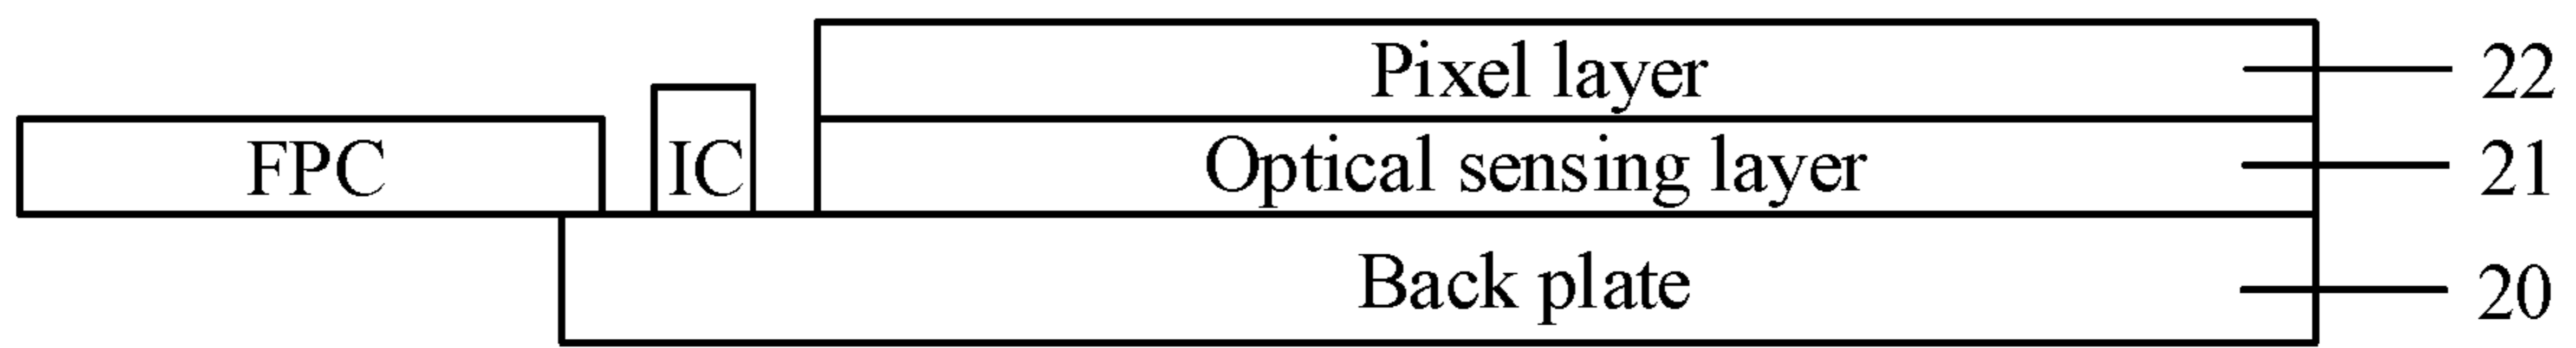 Pixel layer 22
FPC IC Optical sensing layer 21
Back plate 20